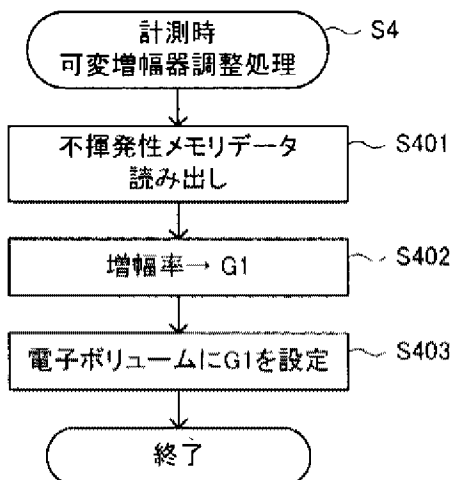 計測時
可変増幅器調整処理
S4
不揮発性メモリデータ
読み出し
S401
増幅率→ G1
S402
電子ボリュームにG1を設定
S403
終了